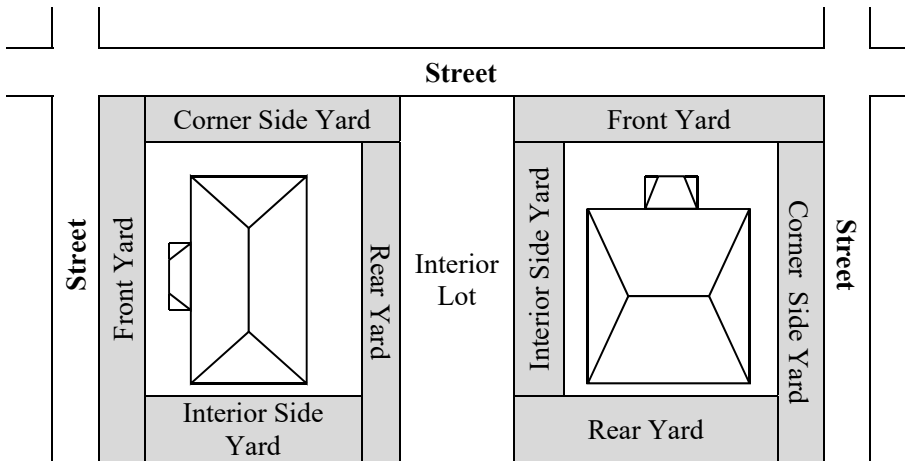 Street
Corner Side Yard
Front Yard
Street
Front Yard
Rear Yard
Interior
Lot
Interior Side Yard
Corner Side Yard
Street
Interior Side
Yard
Rear Yard